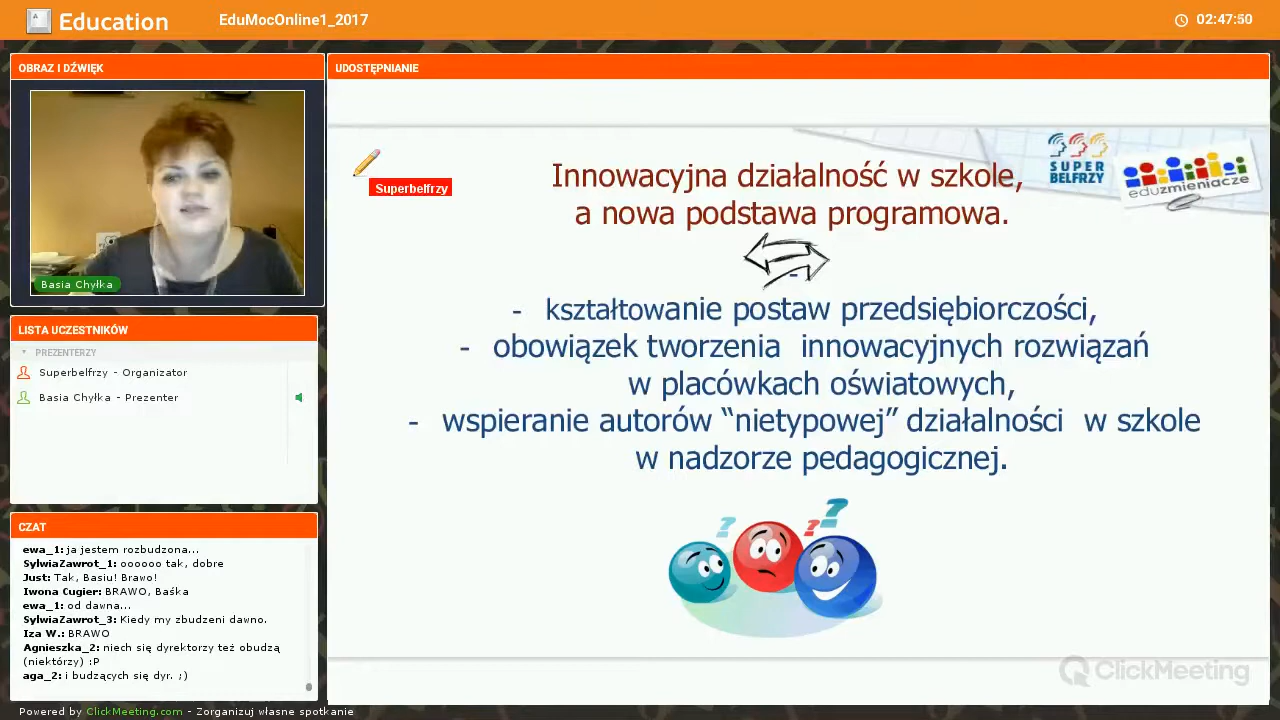 Education
EduMocOnline1_2017
02:47:50
OBRAZ I DŹWIĘK
Basia Chyłka
LISTA UCZESTNIKÓW
PREZENTERZY
Superbelfrzy - Organizator
Basia Chyłka - Prezenter
CZAT
ewa_1: ja jestem rozbudzona...
SylwiaZawrot_1: oooooo tak, dobre
Just: Tak, Basiu! Brawo!
Iwona Cugier: BRAWO, Baśka
ewa_1: od dawna...
SylwiaZawrot_3: Kiedy my zbudzeni dawno.
Iza W.: BRAWO
Agnieszka_2: niech się dyrektorzy też obudzą
(niektórzy) :P
aga_2: i budzących się dyr. ;)
UDOSTĘPNIANIE
Superbelfrzy
SUPER
BELFRZY
eduzmieniacze
Innowacyjna działalność w szkole,
a nowa podstawa programowa.
-
- kształtowanie postaw przedsiębiorczości,
- obowiązek tworzenia innowacyjnych rozwiązań
w placówkach oświatowych,
- wspieranie autorów “nietypowej” działalności w szkole
w nadzorze pedagogicznej.
? ? ?
ClickMeeting
Powered by ClickMeeting.com - Zorganizuj własne spotkanie